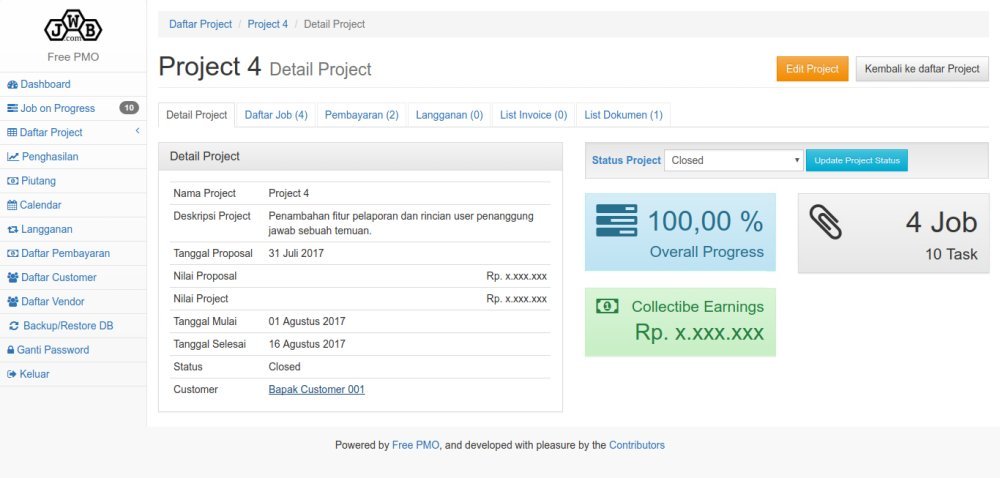 JWB
.com
Free PMO
Dashboard
Job on Progress 10
Daftar Project
Penghasilan
Piutang
Calendar
Langganan
Daftar Pembayaran
Daftar Customer
Daftar Vendor
Backup/Restore DB
Ganti Password
Keluar
Daftar Project / Project 4 / Detail Project
Project 4 Detail Project
Edit Project
Kembali ke daftar Project
Detail Project
Daftar Job (4)
Pembayaran (2)
Langganan (0)
List Invoice (0)
List Dokumen (1)
Detail Project
Nama Project Project 4
Deskripsi Project Penambahan fitur pelaporan dan rincian user penanggung
jawab sebuah temuan.
Tanggal Proposal 31 Juli 2017
Nilai Proposal Rp. x.xxx.xxx
Nilai Project Rp. x.xxx.xxx
Tanggal Mulai 01 Agustus 2017
Tanggal Selesai 16 Agustus 2017
Status Closed
Customer Bapak Customer 001
Status Project Closed Update Project Status
100,00 %
Overall Progress
4 Job
10 Task
Collectibe Earnings
Rp. x.xxx.xxx
Powered by Free PMO, and developed with pleasure by the Contributors